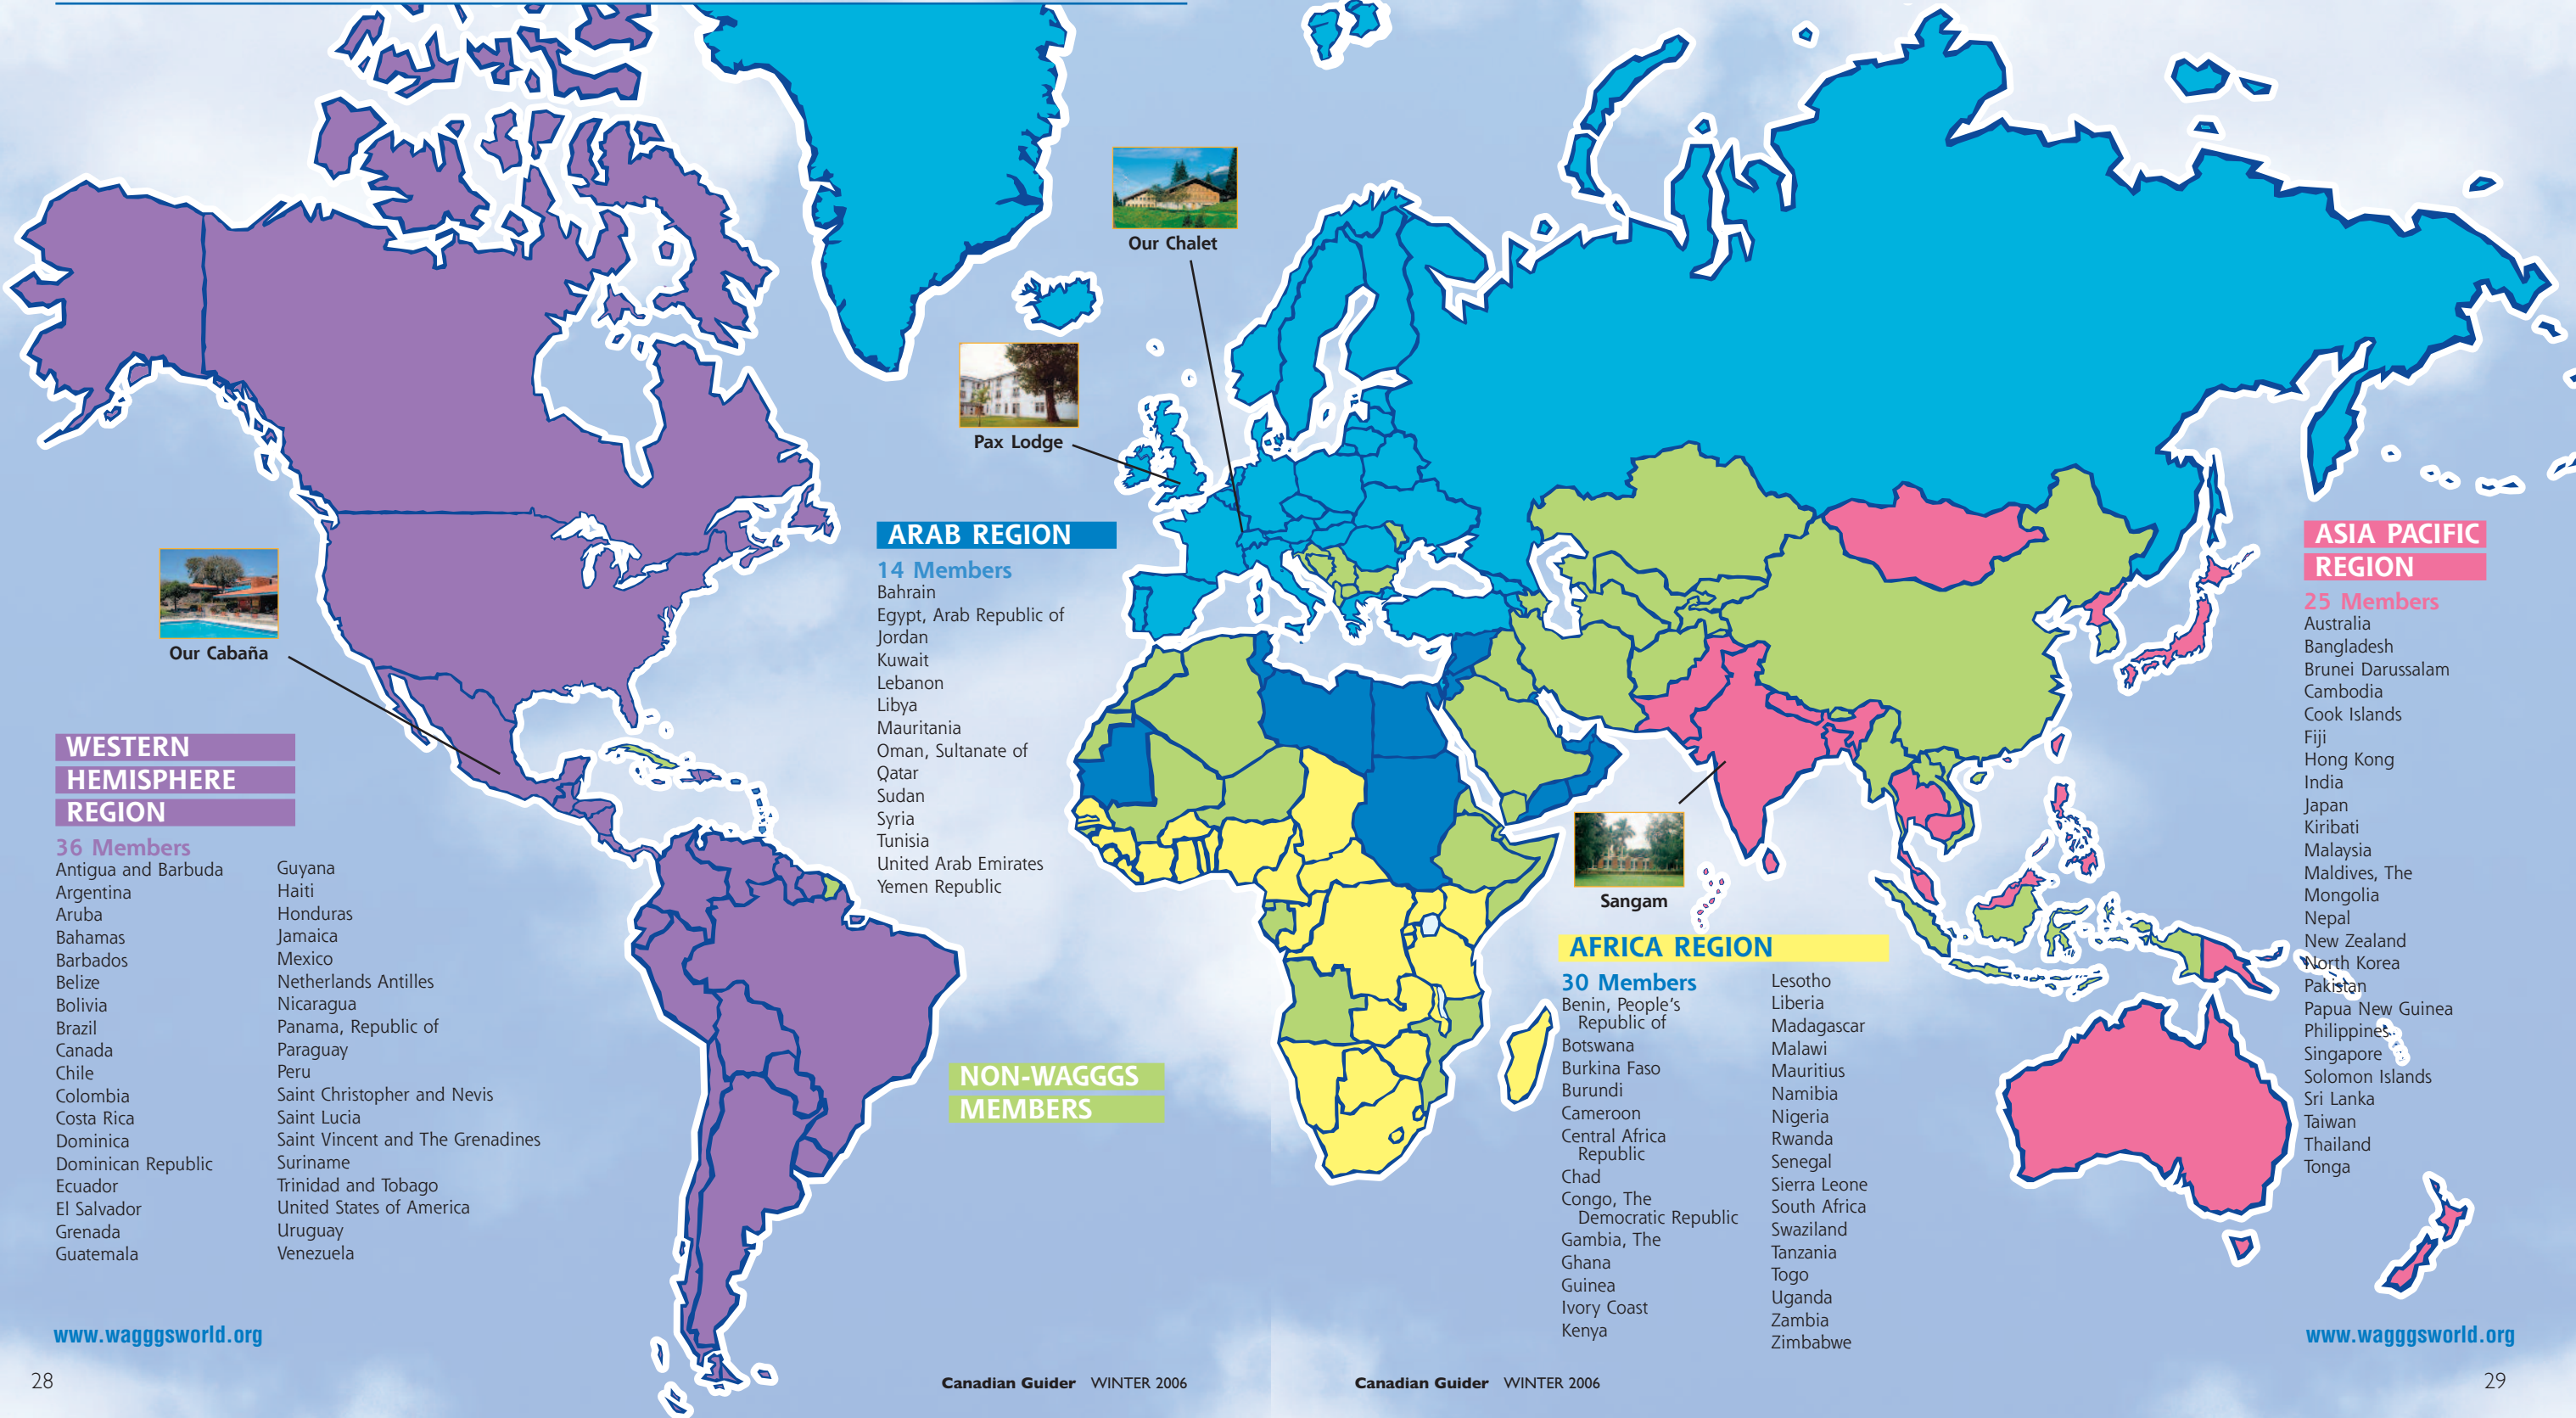 Our Chalet
Pax Lodge
Our Cabaña
WESTERN
HEMISPHERE
REGION
36 Members
Antigua and Barbuda
Argentina
Aruba
Bahamas
Barbados
Belize
Bolivia
Brazil
Canada
Chile
Colombia
Costa Rica
Dominica
Dominican Republic
Ecuador
El Salvador
Grenada
Guatemala
Guyana
Haiti
Honduras
Jamaica
Mexico
Netherlands Antilles
Nicaragua
Panama, Republic of
Paraguay
Peru
Saint Christopher and Nevis
Saint Lucia
Saint Vincent and The Grenadines
Suriname
Trinidad and Tobago
United States of America
Uruguay
Venezuela
ARAB REGION
14 Members
Bahrain
Egypt, Arab Republic of
Jordan
Kuwait
Lebanon
Libya
Mauritania
Oman, Sultanate of
Qatar
Sudan
Syria
Tunisia
United Arab Emirates
Yemen Republic
NON-WAGGGS
MEMBERS
Sangam
AFRICA REGION
30 Members
Benin, People's
Republic of
Botswana
Burkina Faso
Burundi
Cameroon
Central Africa
Republic
Chad
Congo, The
Democratic Republic
Gambia, The
Ghana
Guinea
Ivory Coast
Kenya
Lesotho
Liberia
Madagascar
Malawi
Mauritius
Namibia
Nigeria
Rwanda
Senegal
Sierra Leone
South Africa
Swaziland
Tanzania
Togo
Uganda
Zambia
Zimbabwe
ASIA PACIFIC
REGION
25 Members
Australia
Bangladesh
Brunei Darussalam
Cambodia
Cook Islands
Fiji
Hong Kong
India
Japan
Kiribati
Malaysia
Maldives, The
Mongolia
Nepal
New Zealand
North Korea
Pakistan
Papua New Guinea
Philippines
Singapore
Solomon Islands
Sri Lanka
Taiwan
Thailand
Tonga
www.wagggsworld.org
www.wagggsworld.org
28
Canadian Guider WINTER 2006
Canadian Guider WINTER 2006
29